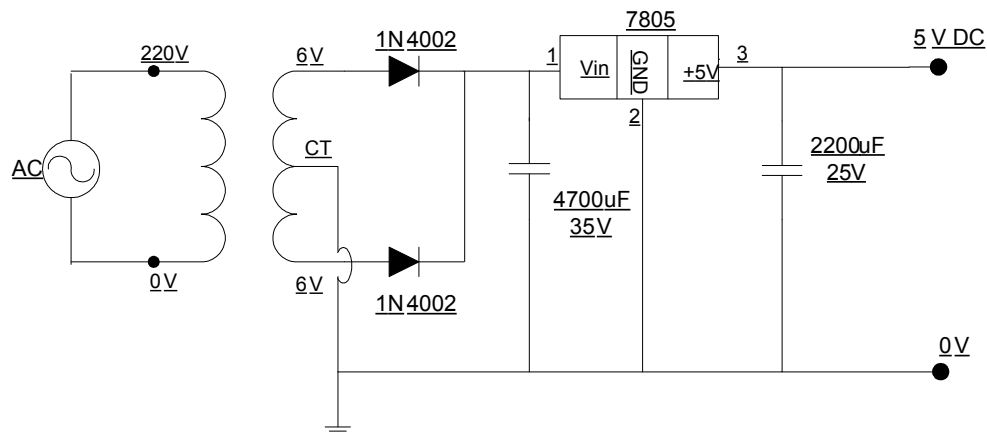 7805
1N4002
5 V DC
220V
6V
1
Vin
GND
+5V
3
2
CT
AC
2200uF
25V
4700uF
35V
0V
6V
1N4002
0V